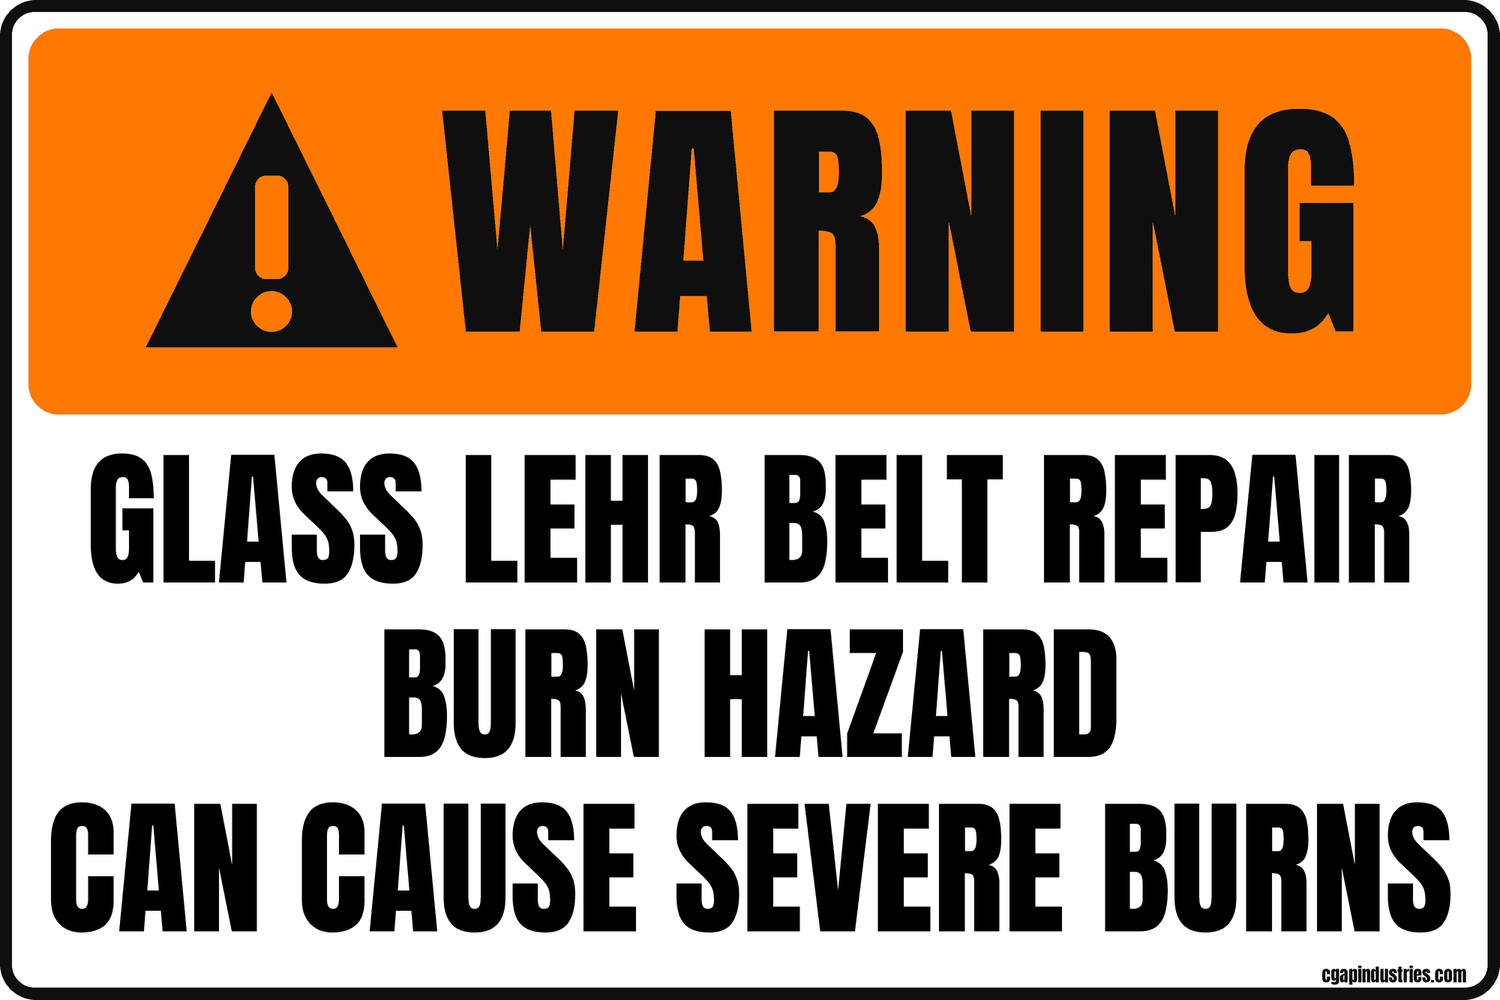 WARNING
GLASS LEHR BELT REPAIR
BURN HAZARD
CAN CAUSE SEVERE BURNS
cgapindustries.com